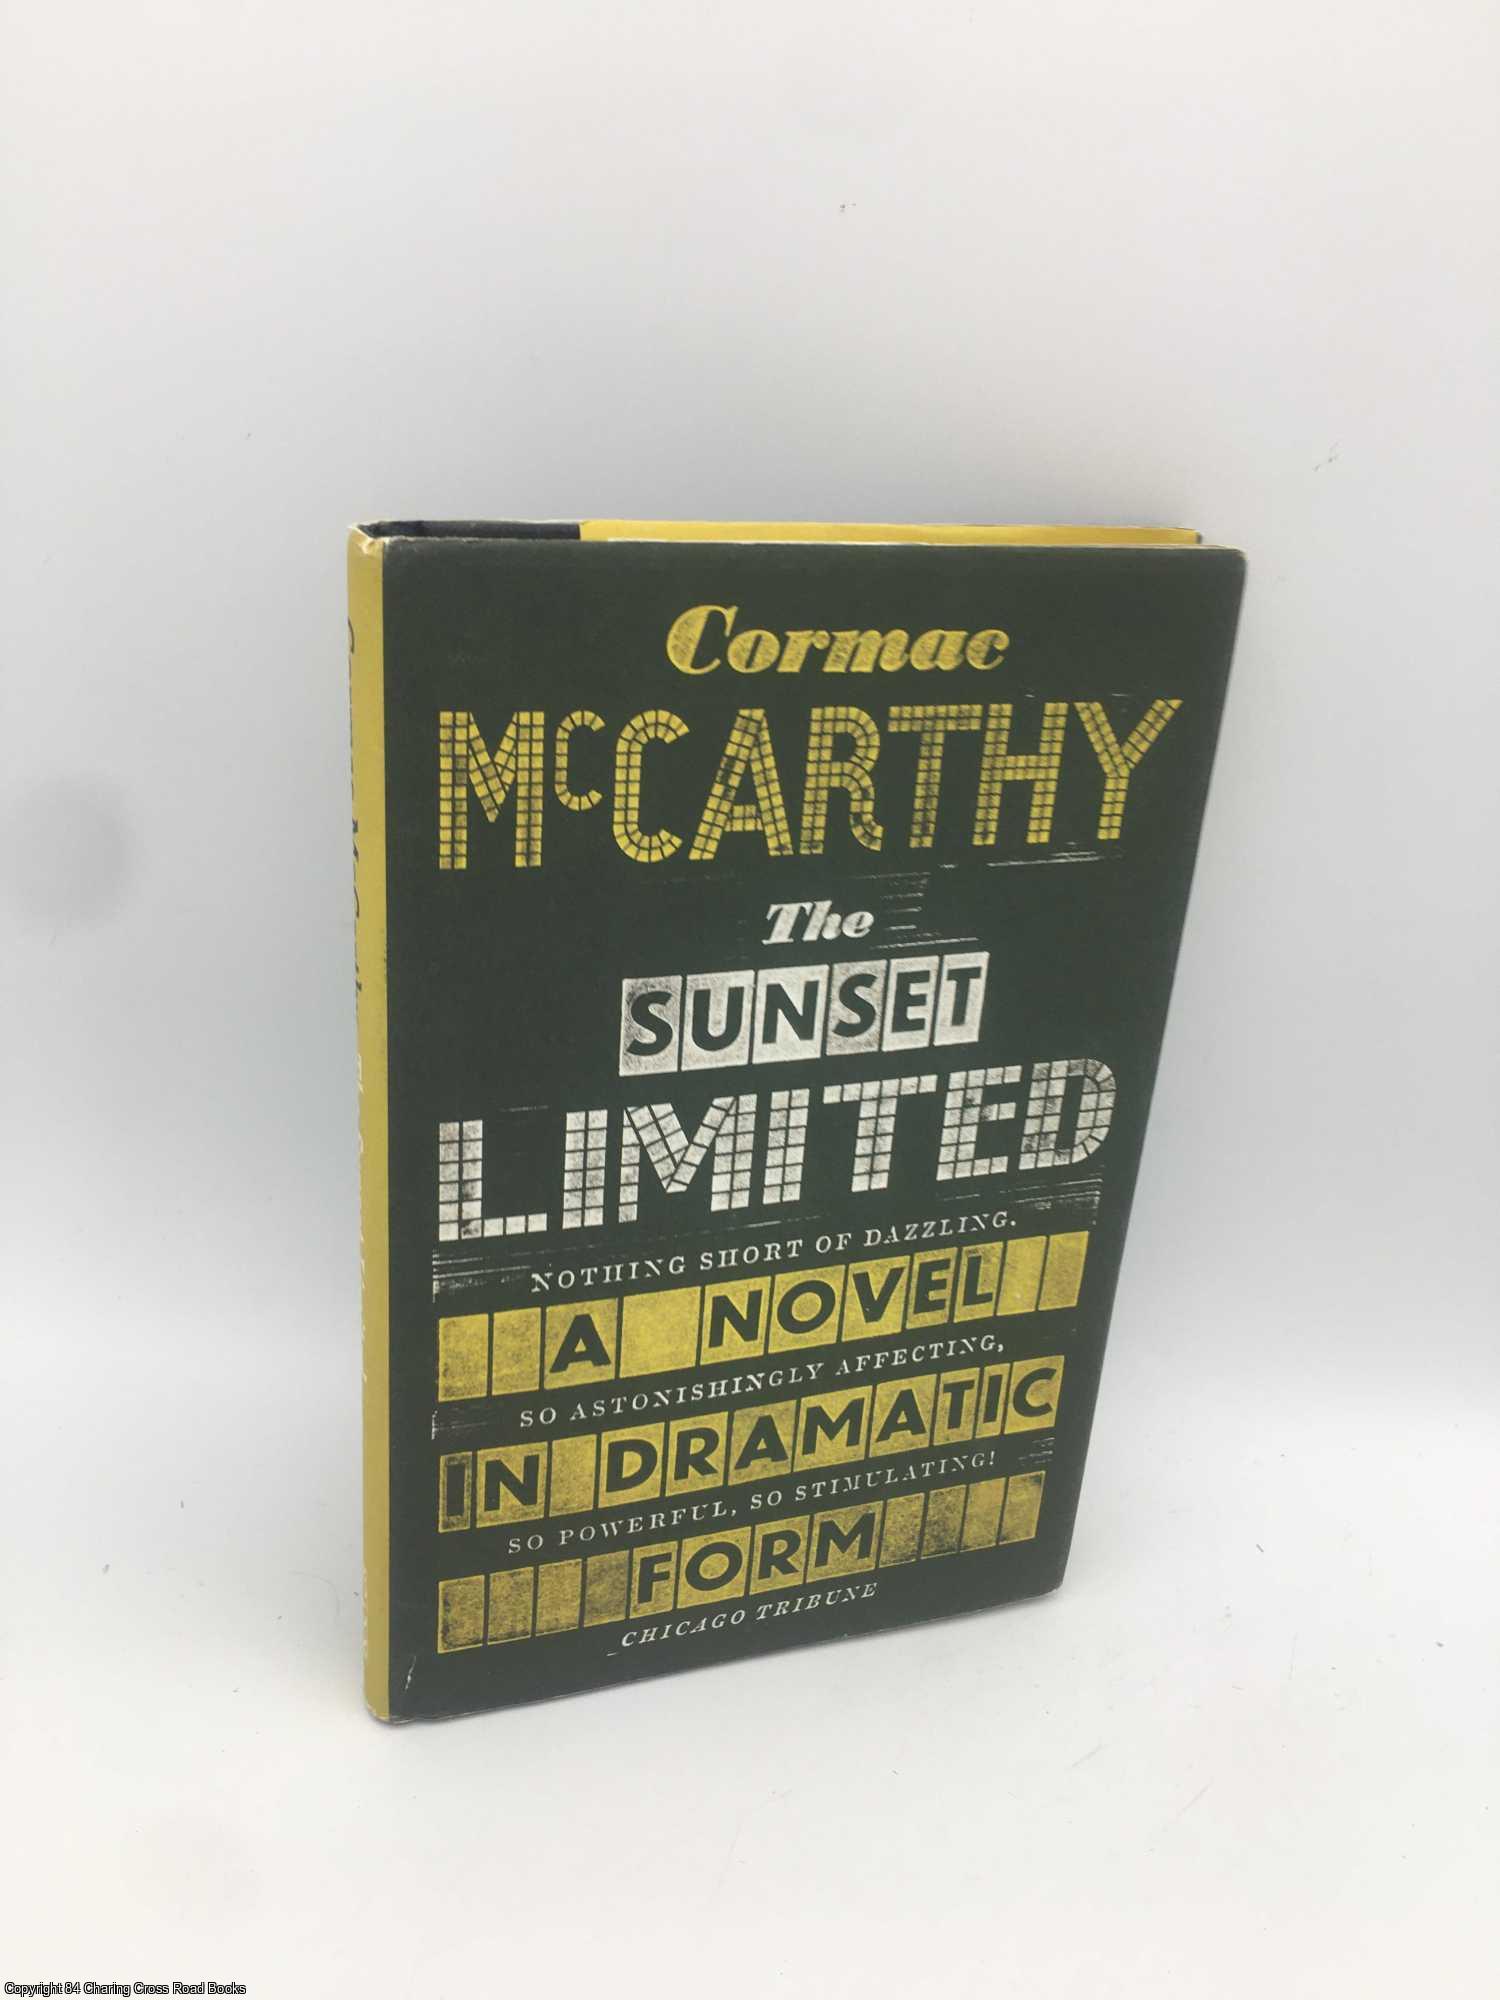 Cormac
McCARTHY
The
SUNSET
LIMITED
NOTHING SHORT OF DAZZLING.
A NOVEL
SO ASTONISHINGLY AFFECTING,
IN DRAMATIC
SO POWERFUL, SO STIMULATING!
FORM
CHICAGO TRIBUNE
Copyright 84 Charing Cross Road Books